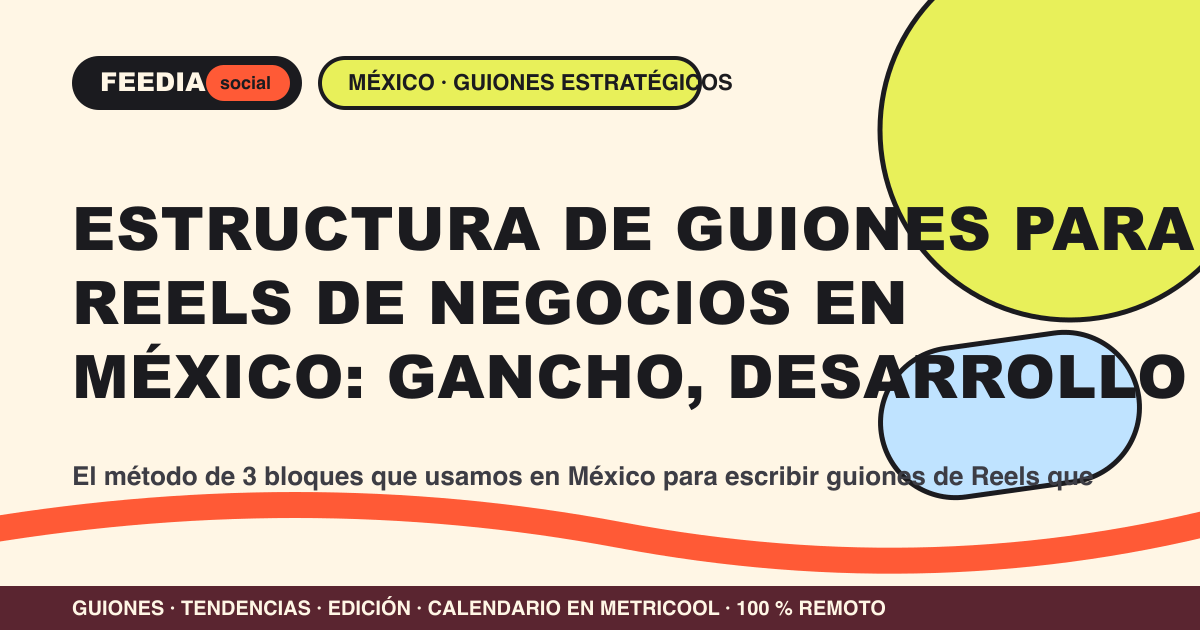 FEEDIA social
MÉXICO · GUIONES ESTRATÉGICOS
ESTRUCTURA DE GUIONES PARA
REELS DE NEGOCIOS EN
MÉXICO: GANCHO, DESARROLLO
El método de 3 bloques que usamos en México para escribir guiones de Reels que
GUIONES · TENDENCIAS · EDICIÓN · CALENDARIO EN METRICOOL · 100 % REMOTO